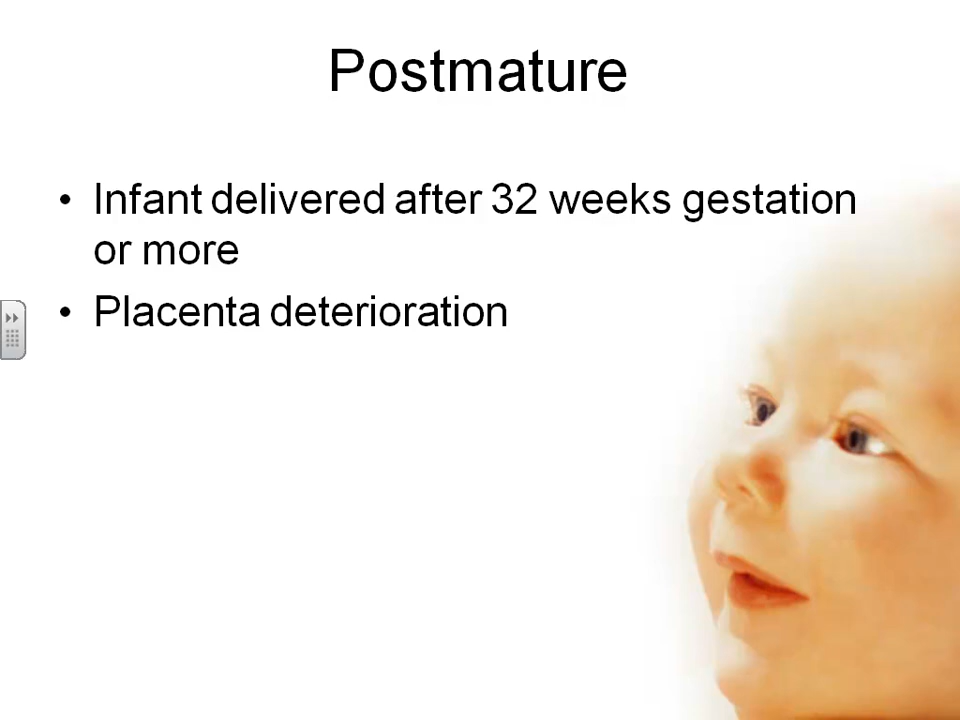 Postmature
• Infant delivered after 32 weeks gestation
or more
• Placenta deterioration